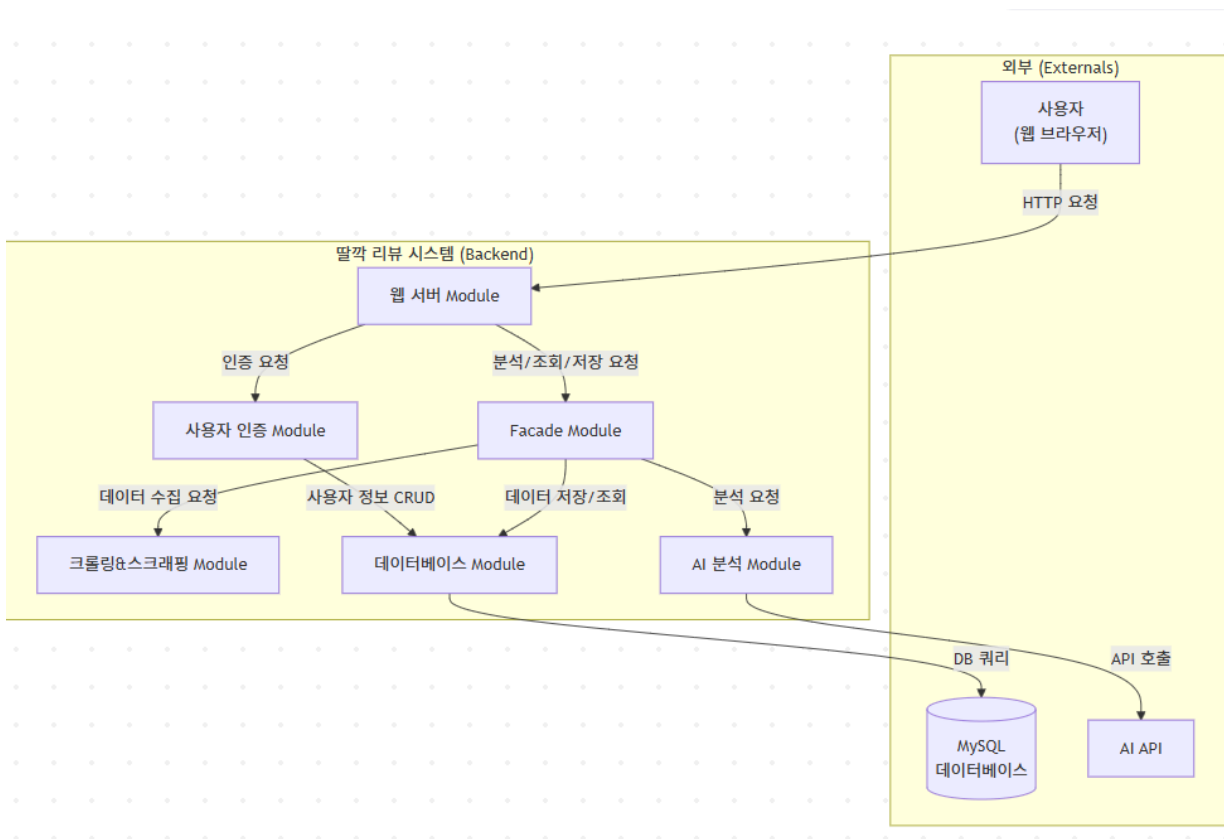 외부 (Externals)
사용자
(웹 브라우저)
HTTP 요청
딸깍 리뷰 시스템 (Backend)
웹 서버 Module
인증 요청
분석/조회/저장 요청
사용자 인증 Module
Facade Module
데이터 수집 요청
사용자 정보 CRUD
데이터 저장/조회
분석 요청
크롤링&스크래핑 Module
데이터베이스 Module
AI 분석 Module
DB 쿼리
API 호출
MySQL
데이터베이스
AI API